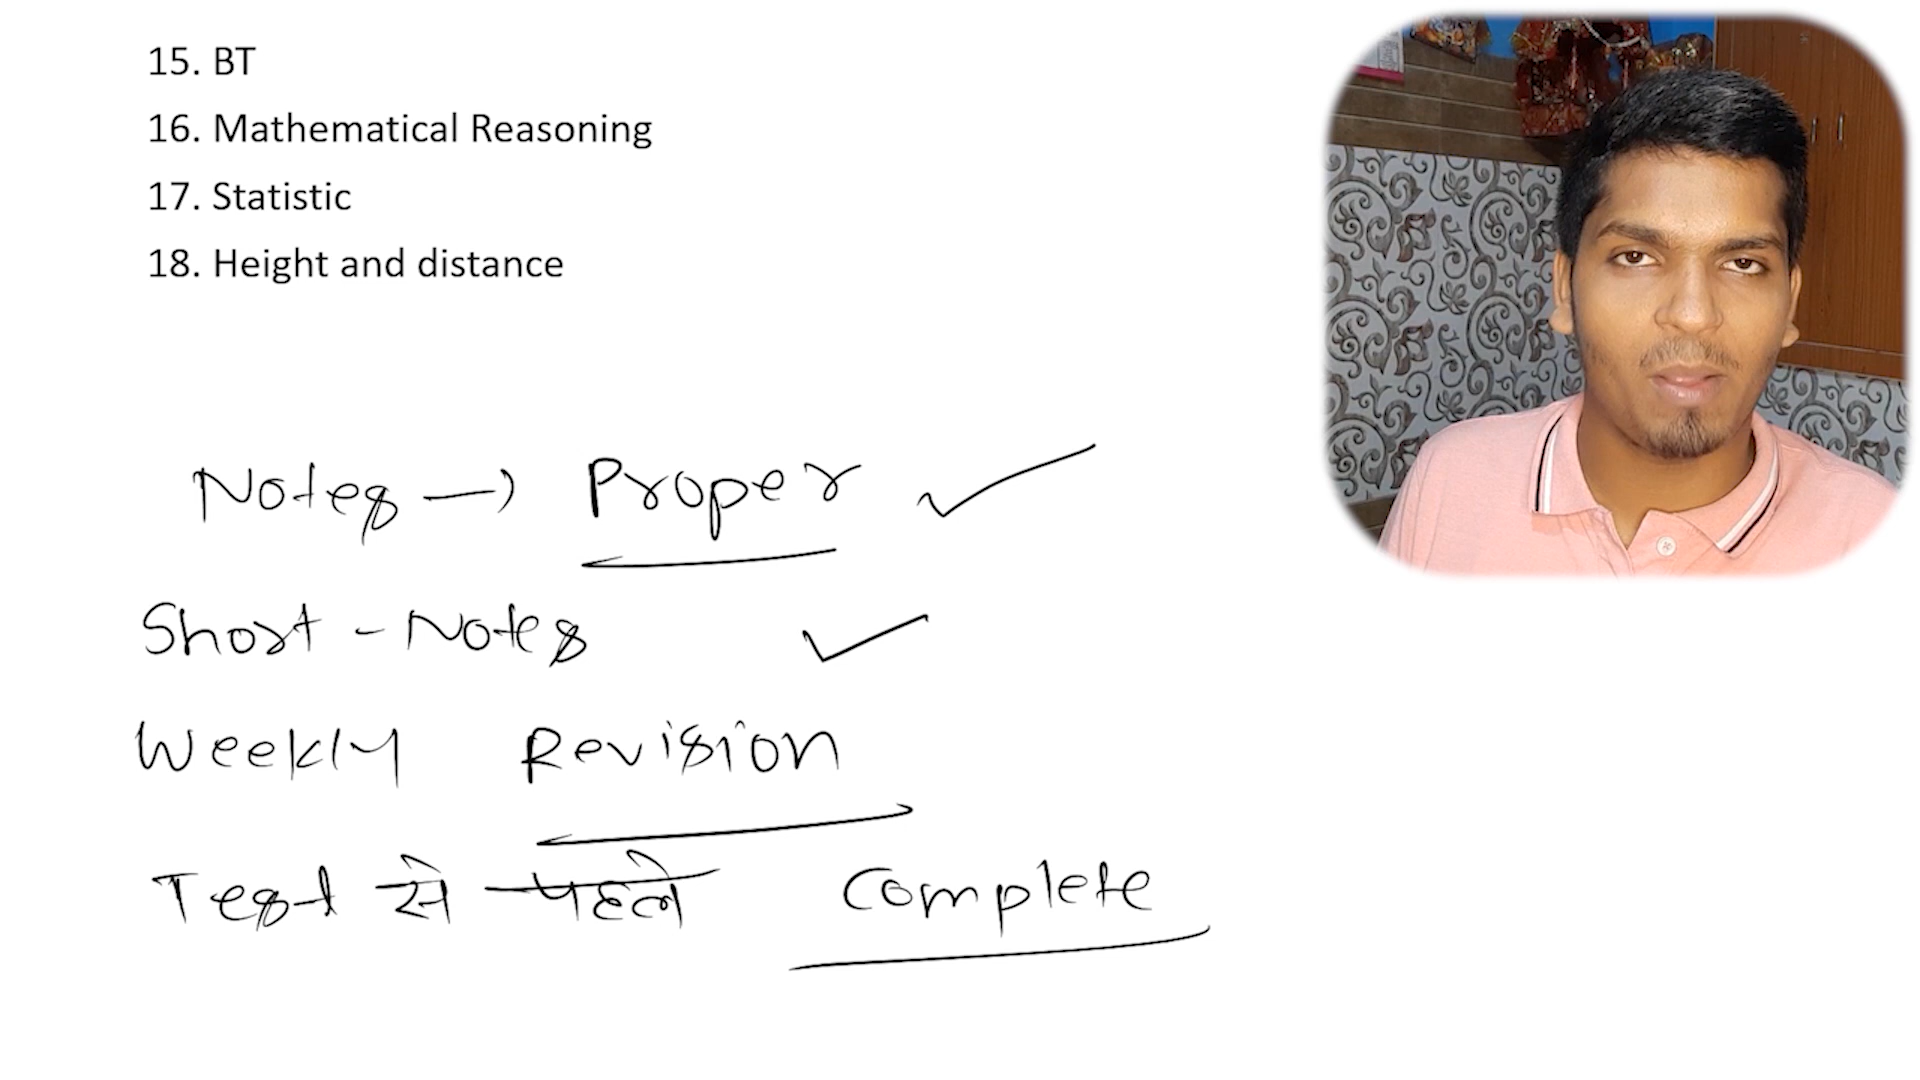 15. BT
16. Mathematical Reasoning
17. Statistic
18. Height and distance
Notes → Proper ✓
Short - Notes ✓
Weekly Revision
Test से पहले Complete